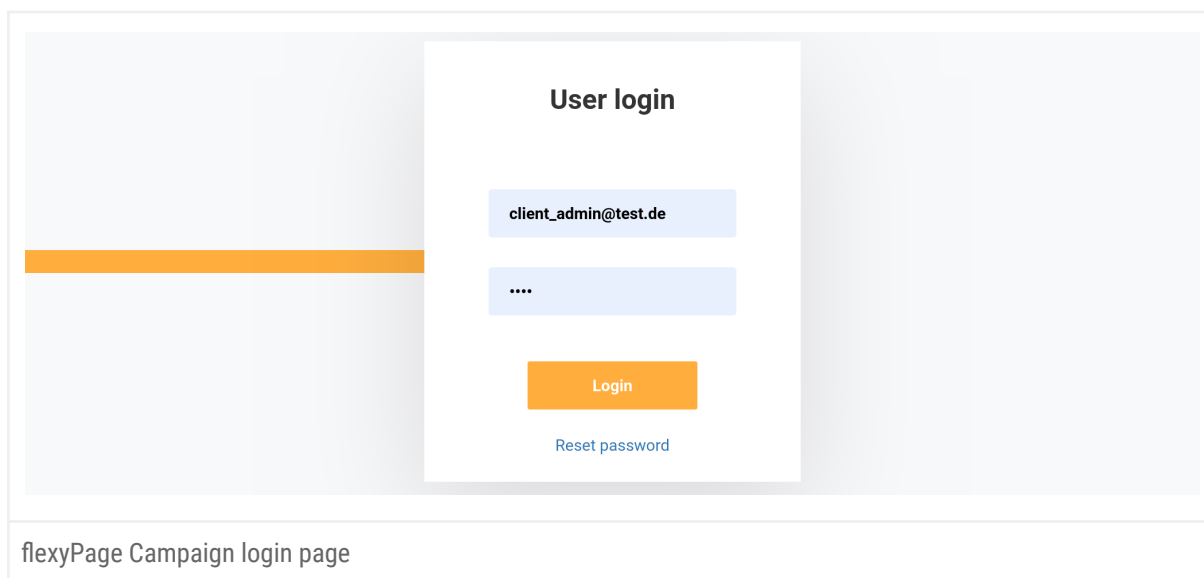 User login
client_admin@test.de
••••
Login
Reset password
flexyPage Campaign login page